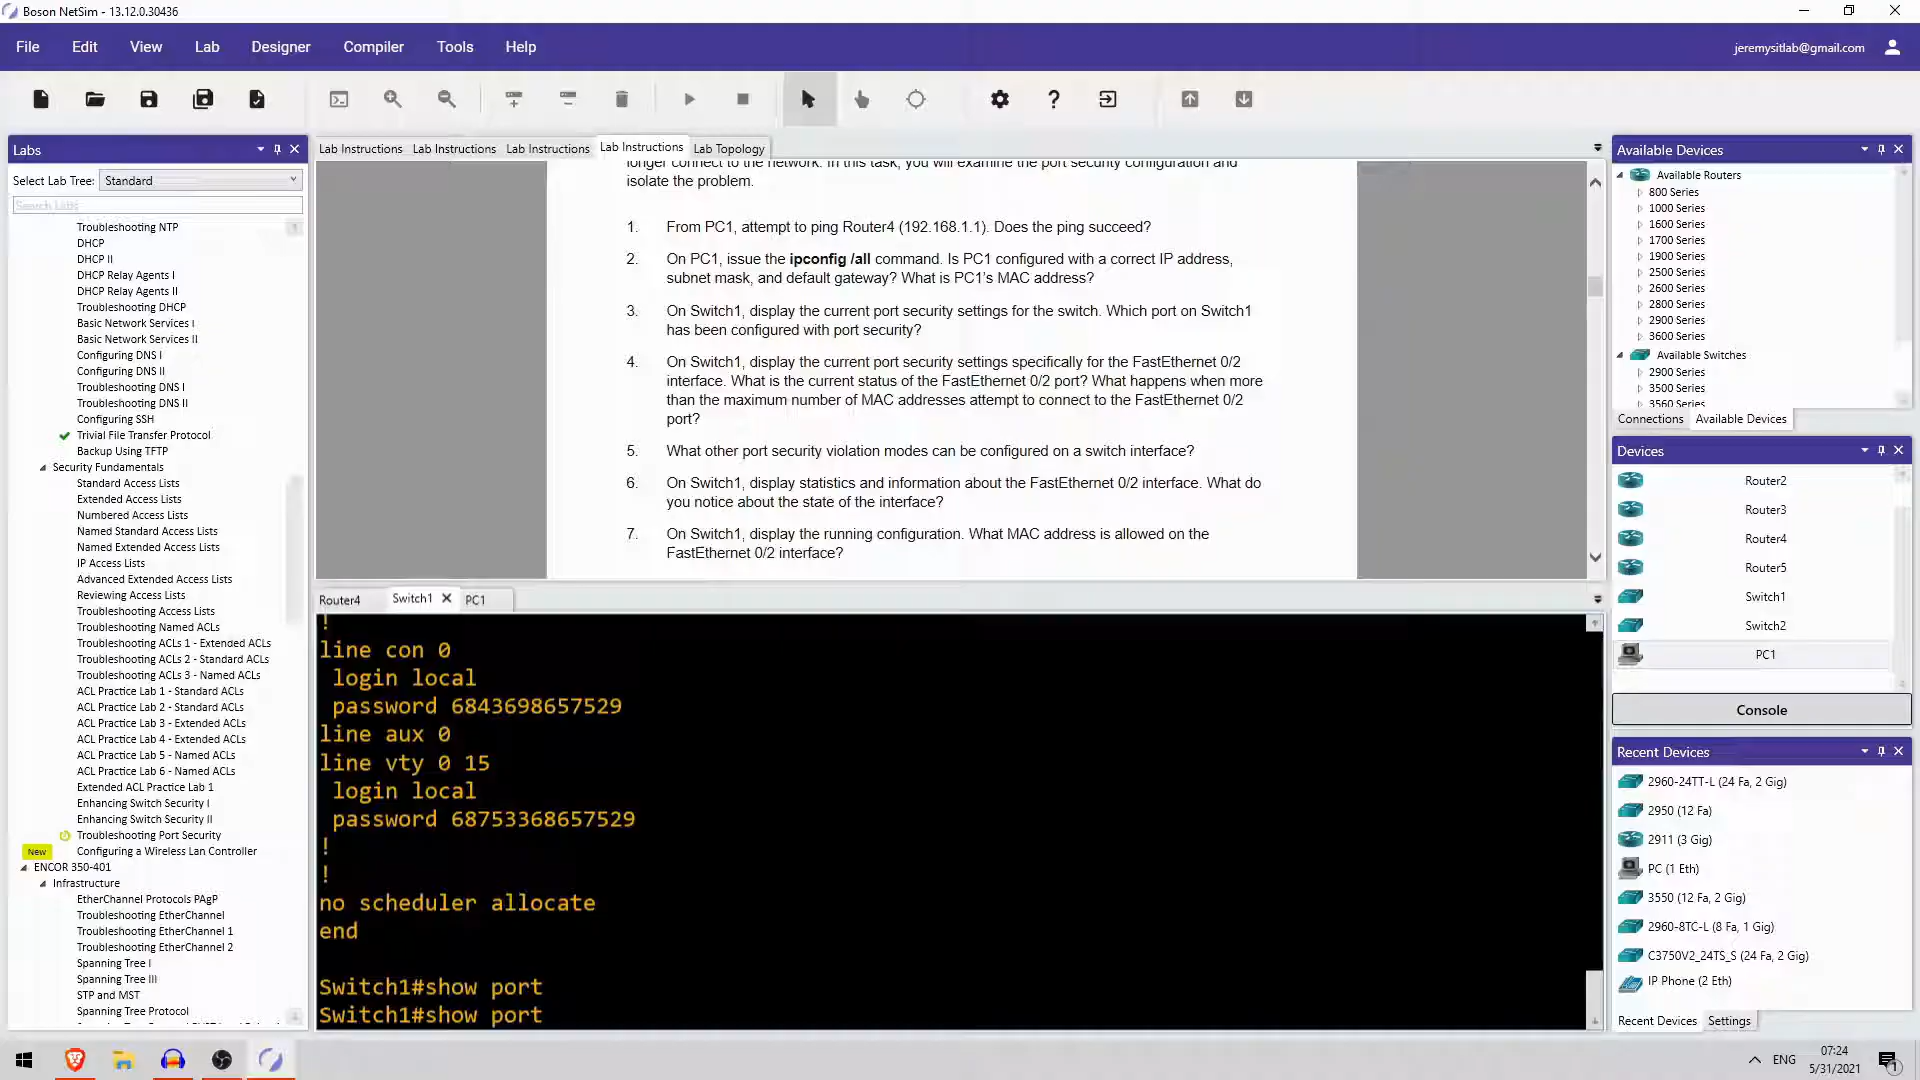 Boson NetSim - 13.12.0.30436
File Edit View Lab Designer Compiler Tools Help
jeremysitlab@gmail.com
Labs
Select Lab Tree: Standard
Search Labs
Troubleshooting NTP
DHCP
DHCP II
DHCP Relay Agents I
DHCP Relay Agents II
Troubleshooting DHCP
Basic Network Services I
Basic Network Services II
Configuring DNS I
Configuring DNS II
Troubleshooting DNS I
Troubleshooting DNS II
Configuring SSH
Trivial File Transfer Protocol
Backup Using TFTP
Security Fundamentals
Standard Access Lists
Extended Access Lists
Numbered Access Lists
Named Standard Access Lists
Named Extended Access Lists
IP Access Lists
Advanced Extended Access Lists
Reviewing Access Lists
Troubleshooting Access Lists
Troubleshooting Named ACLs
Troubleshooting ACLs 1 - Extended ACLs
Troubleshooting ACLs 2 - Standard ACLs
Troubleshooting ACLs 3 - Named ACLs
ACL Practice Lab 1 - Standard ACLs
ACL Practice Lab 2 - Standard ACLs
ACL Practice Lab 3 - Extended ACLs
ACL Practice Lab 4 - Extended ACLs
ACL Practice Lab 5 - Named ACLs
ACL Practice Lab 6 - Named ACLs
Extended ACL Practice Lab 1
Enhancing Switch Security I
Enhancing Switch Security II
Troubleshooting Port Security
New Configuring a Wireless Lan Controller
ENCOR 350-401
Infrastructure
EtherChannel Protocols PAgP
Troubleshooting EtherChannel
Troubleshooting EtherChannel 1
Troubleshooting EtherChannel 2
Spanning Tree I
Spanning Tree III
STP and MST
Spanning Tree Protocol
Lab Instructions Lab Instructions Lab Instructions Lab Instructions Lab Topology
longer connect to the network. In this task, you will examine the port security configuration and
isolate the problem.
1. From PC1, attempt to ping Router4 (192.168.1.1). Does the ping succeed?
2. On PC1, issue the ipconfig /all command. Is PC1 configured with a correct IP address,
subnet mask, and default gateway? What is PC1's MAC address?
3. On Switch1, display the current port security settings for the switch. Which port on Switch1
has been configured with port security?
4. On Switch1, display the current port security settings specifically for the FastEthernet 0/2
interface. What is the current status of the FastEthernet 0/2 port? What happens when more
than the maximum number of MAC addresses attempt to connect to the FastEthernet 0/2
port?
5. What other port security violation modes can be configured on a switch interface?
6. On Switch1, display statistics and information about the FastEthernet 0/2 interface. What do
you notice about the state of the interface?
7. On Switch1, display the running configuration. What MAC address is allowed on the
FastEthernet 0/2 interface?
Router4 Switch1 PC1
!
line con 0
login local
password 6843698657529
line aux 0
line vty 0 15
login local
password 68753368657529
!
!
no scheduler allocate
end
Switch1#show port
Switch1#show port
Available Devices
Available Routers
800 Series
1000 Series
1600 Series
1700 Series
1900 Series
2500 Series
2600 Series
2800 Series
2900 Series
3600 Series
Available Switches
2900 Series
3500 Series
3560 Series
Connections Available Devices
Devices
Router2
Router3
Router4
Router5
Switch1
Switch2
PC1
Console
Recent Devices
2960-24TT-L (24 Fa, 2 Gig)
2950 (12 Fa)
2911 (3 Gig)
PC (1 Eth)
3550 (12 Fa, 2 Gig)
2960-8TC-L (8 Fa, 1 Gig)
C3750V2_24TS_S (24 Fa, 2 Gig)
IP Phone (2 Eth)
Recent Devices Settings
ENG
07:24
5/31/2021
1